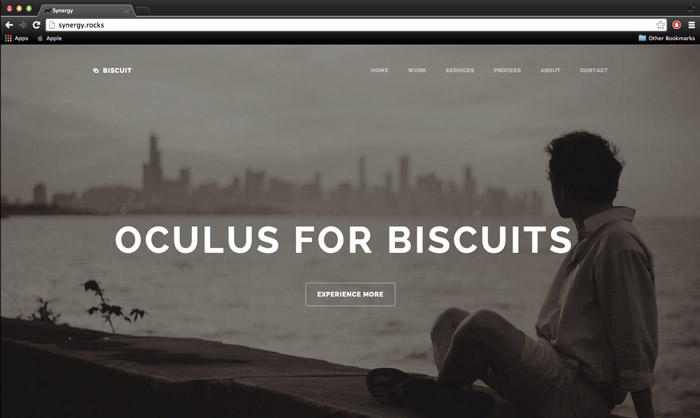 Synergy
synergy.rocks
Apps Apple Other Bookmarks
BISCUIT HOME WORK SERVICES PROCESS ABOUT CONTACT
OCULUS FOR BISCUITS
EXPERIENCE MORE